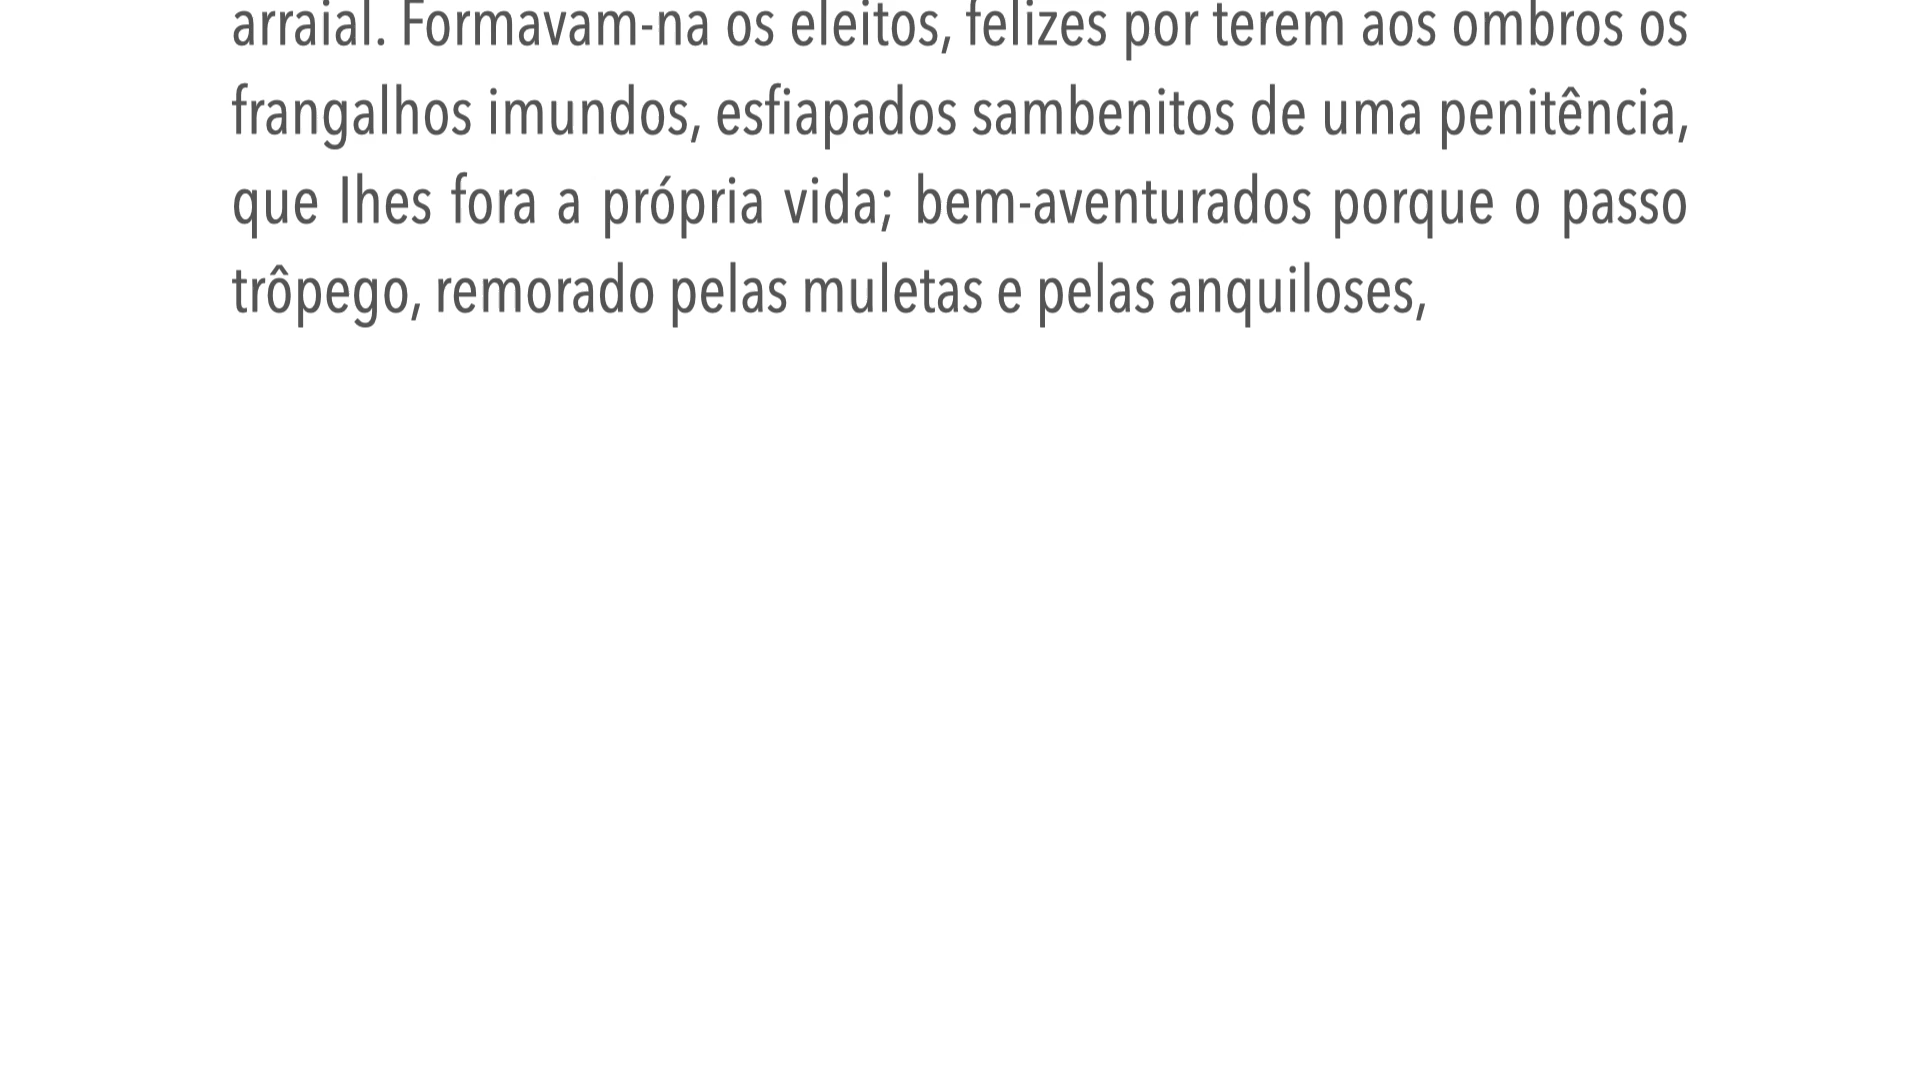 arraial. Formavam-na os eleitos, felizes por terem aos ombros os
frangalhos imundos, esfiapados sambenitos de uma penitência,
que lhes fora a própria vida; bem-aventurados porque o passo
trôpego, remorado pelas muletas e pelas anquiloses,